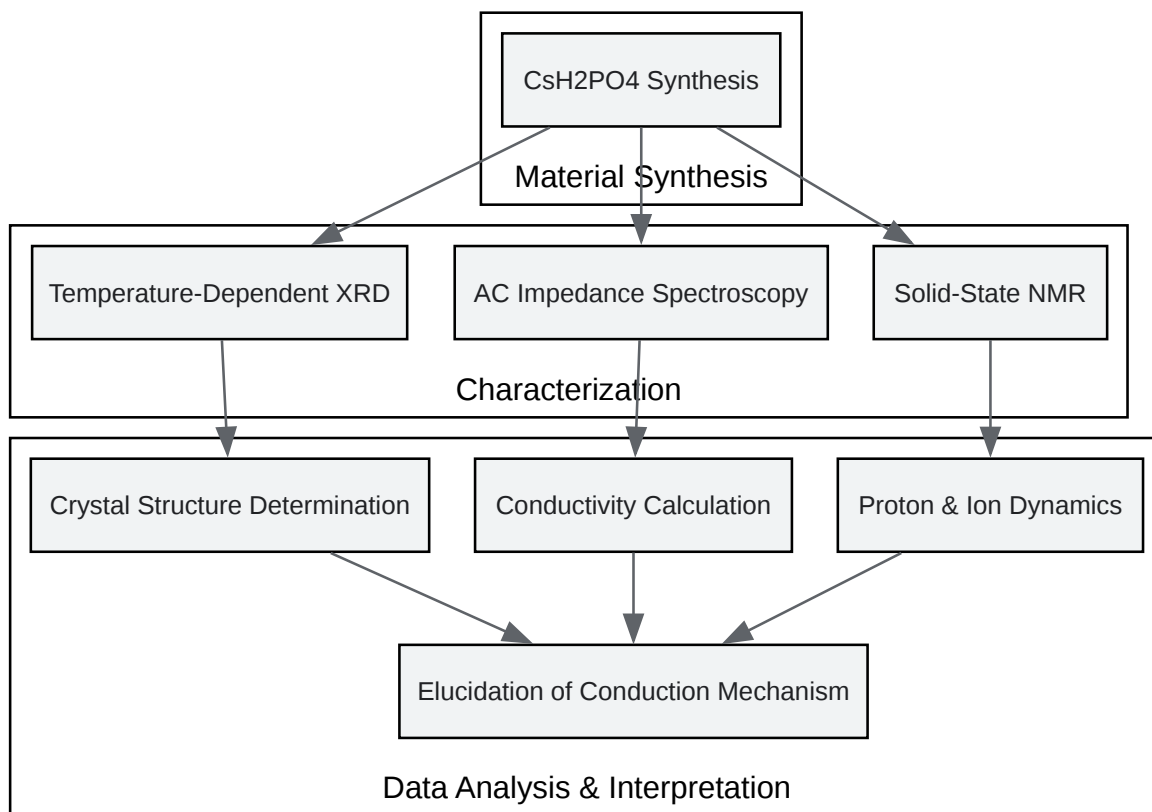 CsH2PO4 Synthesis
Material Synthesis
Temperature-Dependent XRD
AC Impedance Spectroscopy
Solid-State NMR
Characterization
Crystal Structure Determination
Conductivity Calculation
Proton & Ion Dynamics
Elucidation of Conduction Mechanism
Data Analysis & Interpretation